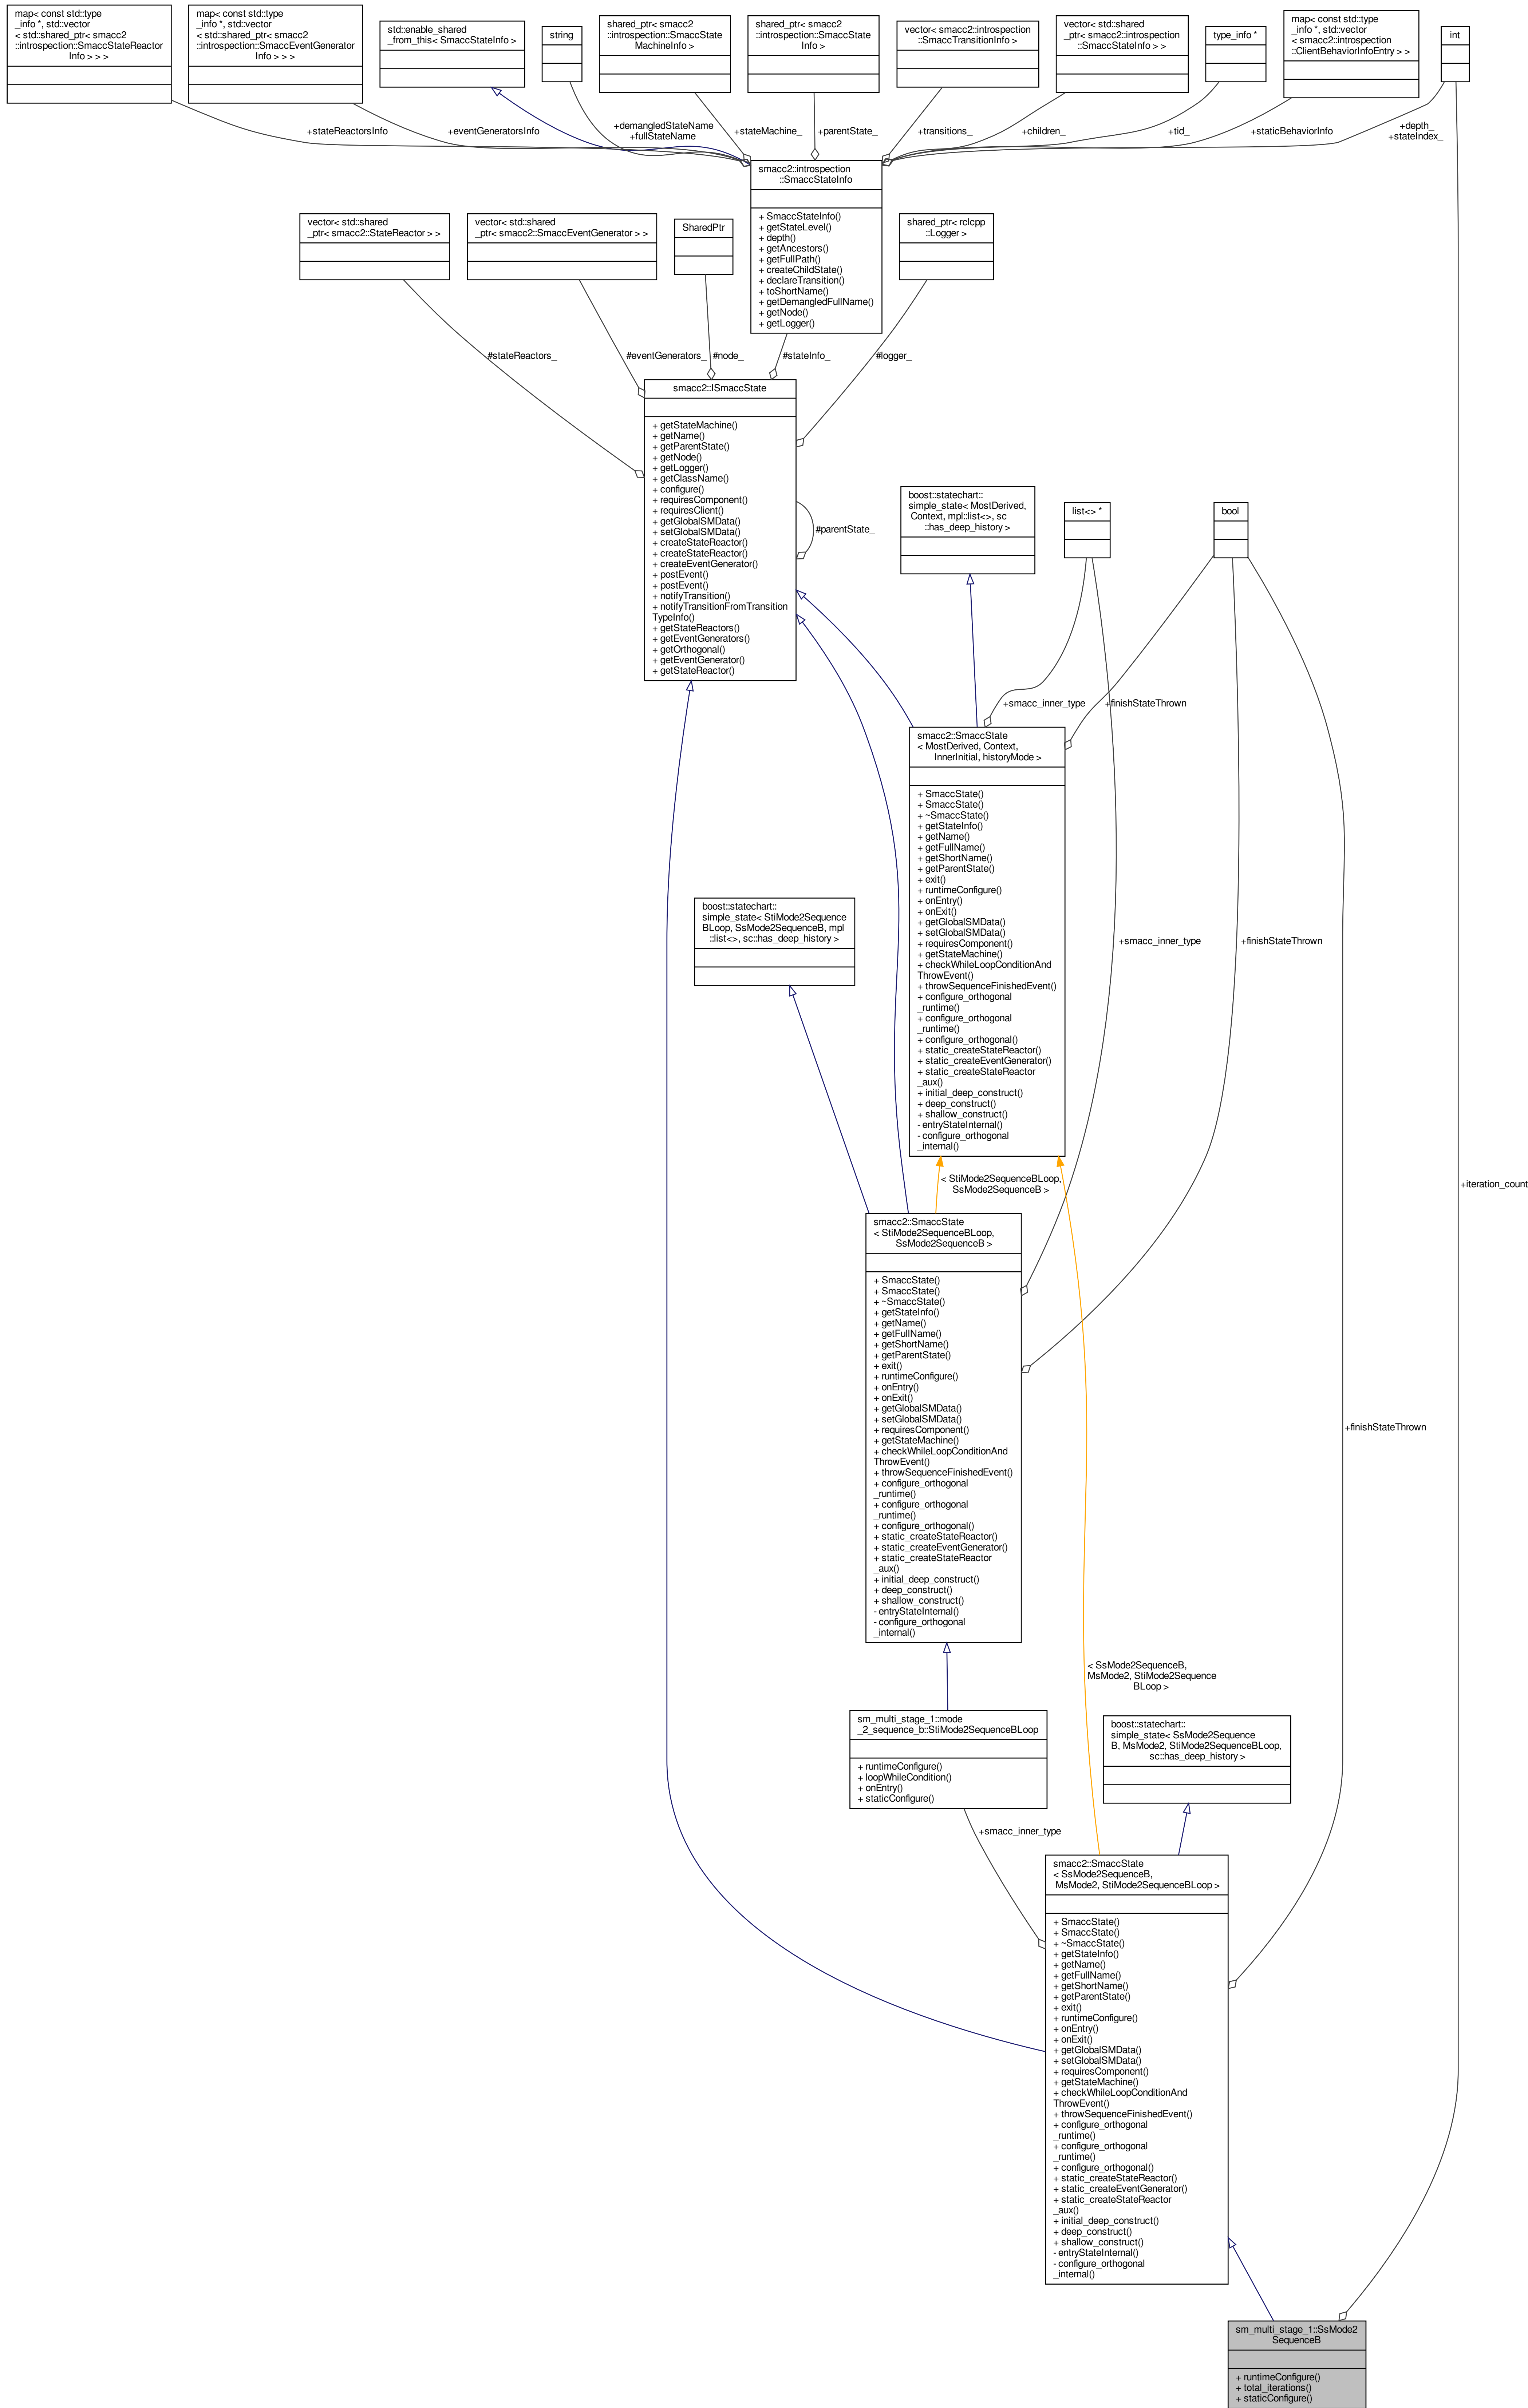 map< const std::type
_info *, std::vector
< std::shared_ptr< smacc2
::introspection::SmaccStateReactor
Info > > >
map< const std::type
_info *, std::vector
< std::shared_ptr< smacc2
::introspection::SmaccEventGenerator
Info > > >
std::enable_shared
_from_this< SmaccStateInfo >
string
shared_ptr< smacc2
::introspection::SmaccState
MachineInfo >
shared_ptr< smacc2
::introspection::SmaccState
Info >
vector< smacc2::introspection
::SmaccTransitionInfo >
vector< std::shared
_ptr< smacc2::introspection
::SmaccStateInfo > >
type_info *
map< const std::type
_info *, std::vector
< smacc2::introspection
::ClientBehaviorInfoEntry > >
int
+stateReactorsInfo
+eventGeneratorsInfo
+demangledStateName
+fullStateName
+stateMachine_
+parentState_
+transitions_
+children_
+tid_
+staticBehaviorInfo
+depth_
+stateIndex_
smacc2::introspection
::SmaccStateInfo
+ SmaccStateInfo()
+ getStateLevel()
+ depth()
+ getAncestors()
+ getFullPath()
+ createChildState()
+ declareTransition()
+ toShortName()
+ getDemangledFullName()
+ getNode()
+ getLogger()
vector< std::shared
_ptr< smacc2::StateReactor > >
vector< std::shared
_ptr< smacc2::SmaccEventGenerator > >
SharedPtr
shared_ptr< rclcpp
::Logger >
#stateReactors_
#eventGenerators_
#node_
#stateInfo_
#logger_
smacc2::ISmaccState
+ getStateMachine()
+ getName()
+ getParentState()
+ getNode()
+ getLogger()
+ getClassName()
+ configure()
+ requiresComponent()
+ requiresClient()
+ getGlobalSMData()
+ setGlobalSMData()
+ createStateReactor()
+ createStateReactor()
+ createEventGenerator()
+ postEvent()
+ postEvent()
+ notifyTransition()
+ notifyTransitionFromTransition
TypeInfo()
+ getStateReactors()
+ getEventGenerators()
+ getOrthogonal()
+ getEventGenerator()
+ getStateReactor()
#parentState_
boost::statechart::
simple_state< MostDerived,
Context, mpl::list<>, sc
::has_deep_history >
list<> *
bool
+smacc_inner_type
+finishStateThrown
smacc2::SmaccState
< MostDerived, Context,
InnerInitial, historyMode >
+ SmaccState()
+ SmaccState()
+ ~SmaccState()
+ getStateInfo()
+ getName()
+ getFullName()
+ getShortName()
+ getParentState()
+ exit()
+ runtimeConfigure()
+ onEntry()
+ onExit()
+ getGlobalSMData()
+ setGlobalSMData()
+ requiresComponent()
+ getStateMachine()
+ checkWhileLoopConditionAnd
ThrowEvent()
+ throwSequenceFinishedEvent()
+ configure_orthogonal
_runtime()
+ configure_orthogonal
_runtime()
+ configure_orthogonal()
+ static_createStateReactor()
+ static_createEventGenerator()
+ static_createStateReactor
_aux()
+ initial_deep_construct()
+ deep_construct()
+ shallow_construct()
- entryStateInternal()
- configure_orthogonal
_internal()
boost::statechart::
simple_state< StiMode2Sequence
BLoop, SsMode2SequenceB, mpl
::list<>, sc::has_deep_history >
+smacc_inner_type
+finishStateThrown
< StiMode2SequenceBLoop,
SsMode2SequenceB >
+iteration_count
smacc2::SmaccState
< StiMode2SequenceBLoop,
SsMode2SequenceB >
+ SmaccState()
+ SmaccState()
+ ~SmaccState()
+ getStateInfo()
+ getName()
+ getFullName()
+ getShortName()
+ getParentState()
+ exit()
+ runtimeConfigure()
+ onEntry()
+ onExit()
+ getGlobalSMData()
+ setGlobalSMData()
+ requiresComponent()
+ getStateMachine()
+ checkWhileLoopConditionAnd
ThrowEvent()
+ throwSequenceFinishedEvent()
+ configure_orthogonal
_runtime()
+ configure_orthogonal
_runtime()
+ configure_orthogonal()
+ static_createStateReactor()
+ static_createEventGenerator()
+ static_createStateReactor
_aux()
+ initial_deep_construct()
+ deep_construct()
+ shallow_construct()
- entryStateInternal()
- configure_orthogonal
_internal()
+finishStateThrown
< SsMode2SequenceB,
MsMode2, StiMode2Sequence
BLoop >
sm_multi_stage_1::mode
_2_sequence_b::StiMode2SequenceBLoop
+ runtimeConfigure()
+ loopWhileCondition()
+ onEntry()
+ staticConfigure()
boost::statechart::
simple_state< SsMode2Sequence
B, MsMode2, StiMode2SequenceBLoop,
sc::has_deep_history >
+smacc_inner_type
smacc2::SmaccState
< SsMode2SequenceB,
MsMode2, StiMode2SequenceBLoop >
+ SmaccState()
+ SmaccState()
+ ~SmaccState()
+ getStateInfo()
+ getName()
+ getFullName()
+ getShortName()
+ getParentState()
+ exit()
+ runtimeConfigure()
+ onEntry()
+ onExit()
+ getGlobalSMData()
+ setGlobalSMData()
+ requiresComponent()
+ getStateMachine()
+ checkWhileLoopConditionAnd
ThrowEvent()
+ throwSequenceFinishedEvent()
+ configure_orthogonal
_runtime()
+ configure_orthogonal
_runtime()
+ configure_orthogonal()
+ static_createStateReactor()
+ static_createEventGenerator()
+ static_createStateReactor
_aux()
+ initial_deep_construct()
+ deep_construct()
+ shallow_construct()
- entryStateInternal()
- configure_orthogonal
_internal()
sm_multi_stage_1::SsMode2
SequenceB
+ runtimeConfigure()
+ total_iterations()
+ staticConfigure()